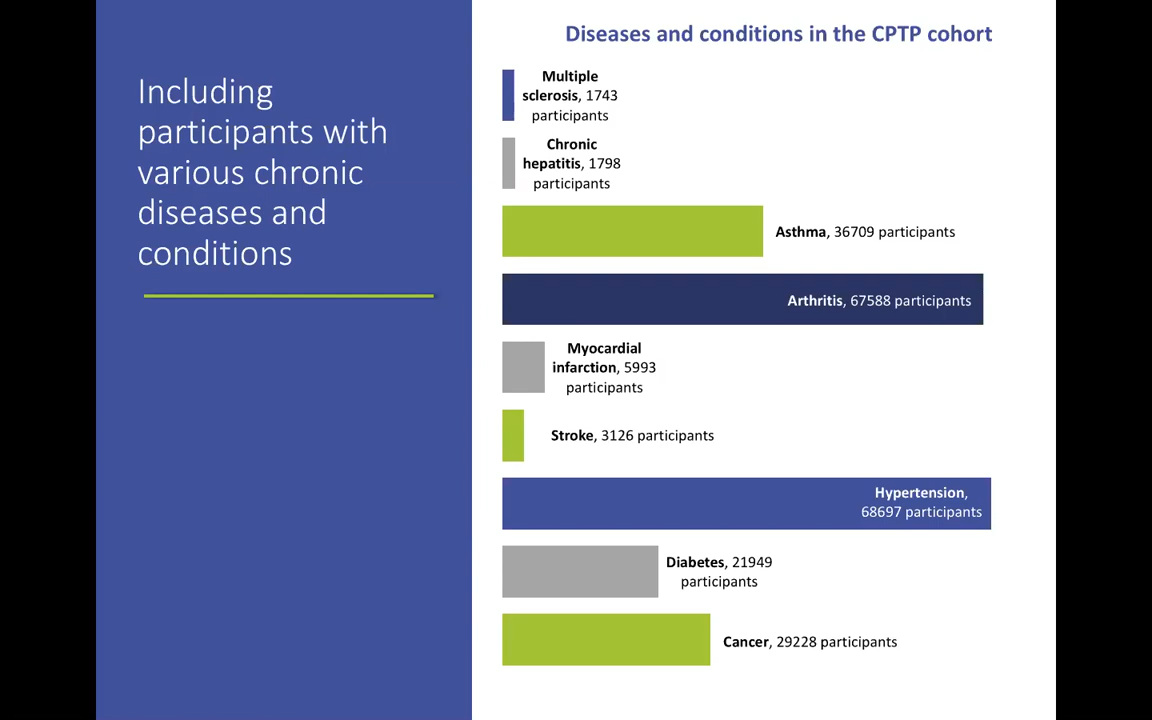 Including
participants with
various chronic
diseases and
conditions
Diseases and conditions in the CPTP cohort
Multiple
sclerosis, 1743
participants
Chronic
hepatitis, 1798
participants
Asthma, 36709 participants
Arthritis, 67588 participants
Myocardial
infarction, 5993
participants
Stroke, 3126 participants
Hypertension,
68697 participants
Diabetes, 21949
participants
Cancer, 29228 participants